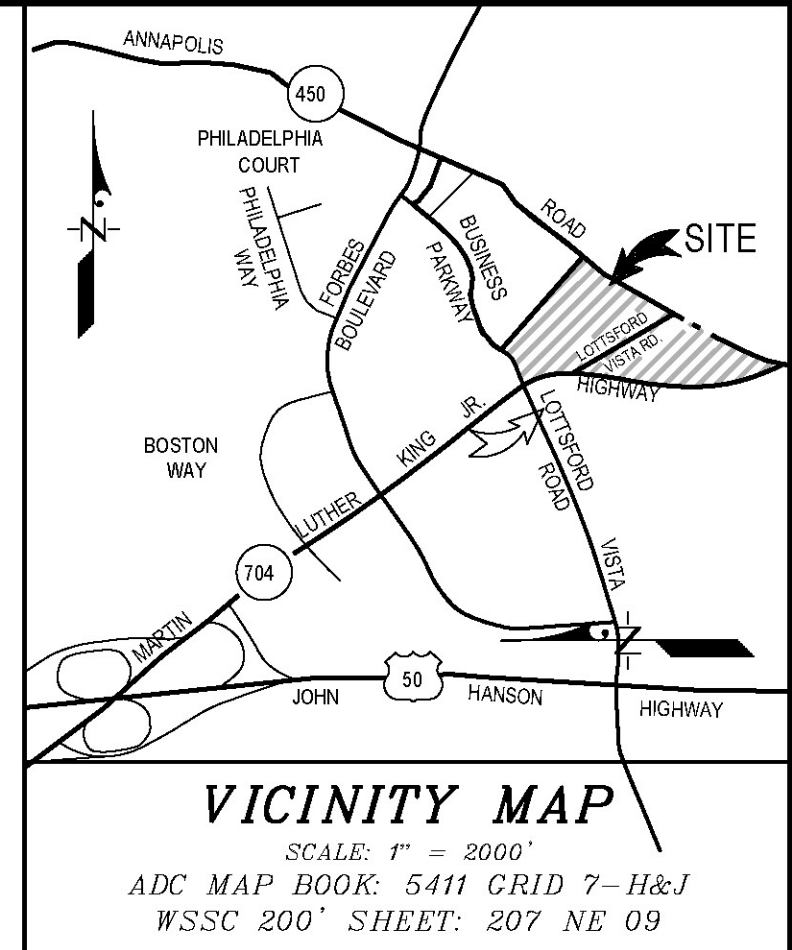 ANNAPOLIS
450
PHILADELPHIA
COURT
PHILADELPHIA
WAY
FORBES
BOULEVARD
BUSINESS
PARKWAY
ROAD
SITE
LOTTSFORD
VISTA RD.
HIGHWAY
N
BOSTON
WAY
JR.
KING
LUTHER
LOTTSFORD
ROAD
VISTA
704
MARTIN
N
JOHN
50
HANSON
HIGHWAY
VICINITY MAP
SCALE: 1" = 2000'
ADC MAP BOOK: 5411 GRID 7-H&J
WSSC 200' SHEET: 207 NE 09